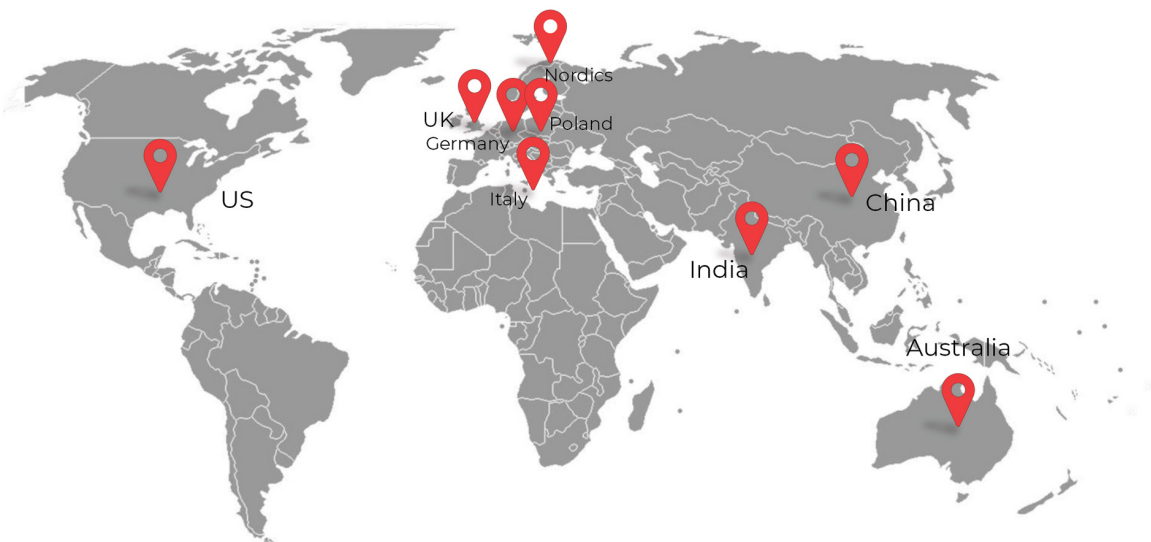 Nordics
UK
Poland
Germany
Italy
US
China
India
Australia